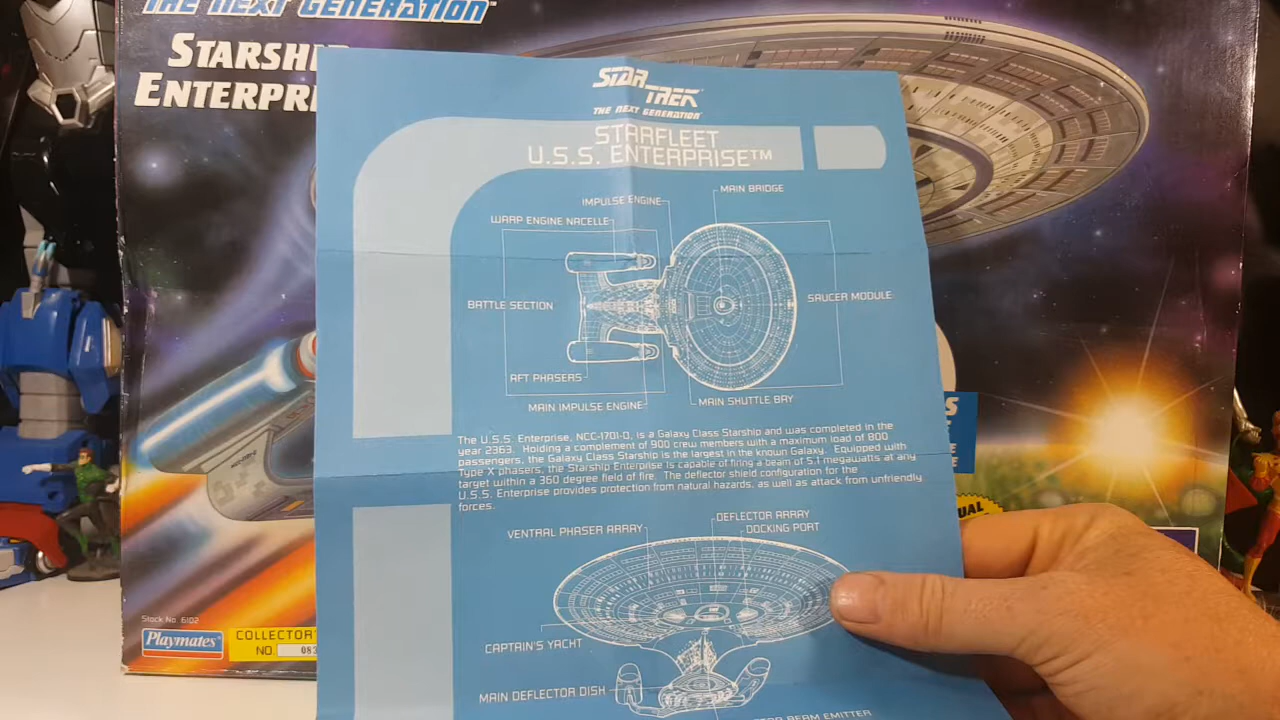 THE NEXT GENERATION™
STARSHIP
ENTERPRI
STAR TREK
THE NEXT GENERATION
STARFLEET
U.S.S. ENTERPRISE™
MAIN BRIDGE
IMPULSE ENGINE
WARP ENGINE NACELLE
BATTLE SECTION
SAUCER MODULE
AFT PHASERS
MAIN IMPULSE ENGINE
MAIN SHUTTLE BAY
The U.S.S. Enterprise, NCC-1701-D, is a Galaxy Class Starship and was completed in the
year 2363. Holding a complement of 900 crew members with a maximum load of 800
passengers, the Galaxy Class Starship is the largest in the known Galaxy. Equipped with
Type X phasers, the Starship Enterprise is capable of firing a beam of 5.1 megawatts at any
target within a 360 degree field of fire. The deflector shield configuration for the
U.S.S. Enterprise provides protection from natural hazards, as well as attack from unfriendly
forces.
VENTRAL PHASER ARRAY
DEFLECTOR ARRAY
DOCKING PORT
CAPTAIN'S YACHT
MAIN DEFLECTOR DISH
BEAM EMITTER
Stock No. 6102
Playmates
COLLECTOR
NO. 083
UAL